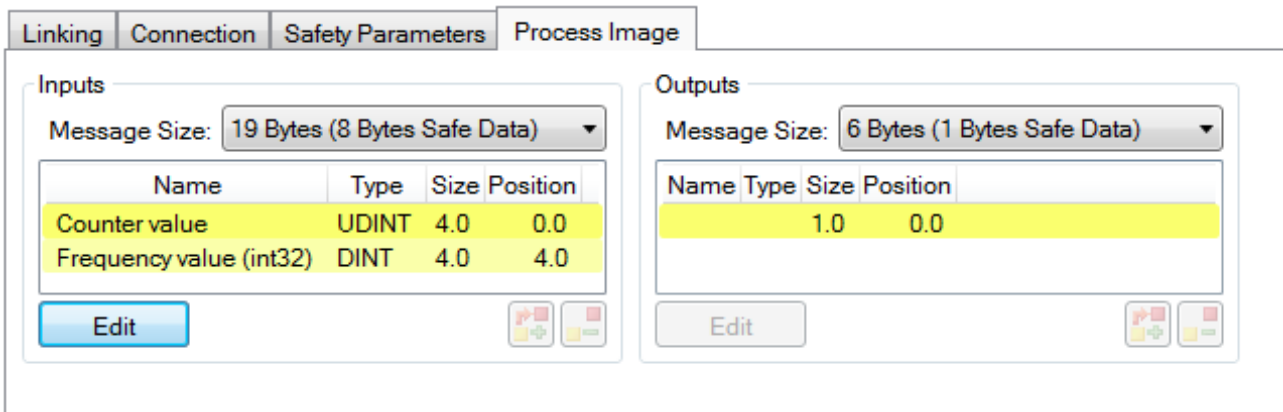 Linking Connection Safety Parameters Process Image
Inputs
Message Size: 19 Bytes (8 Bytes Safe Data)
Name Type Size Position
Counter value UDINT 4.0 0.0
Frequency value (int32) DINT 4.0 4.0
Edit
Outputs
Message Size: 6 Bytes (1 Bytes Safe Data)
Name Type Size Position
1.0 0.0
Edit